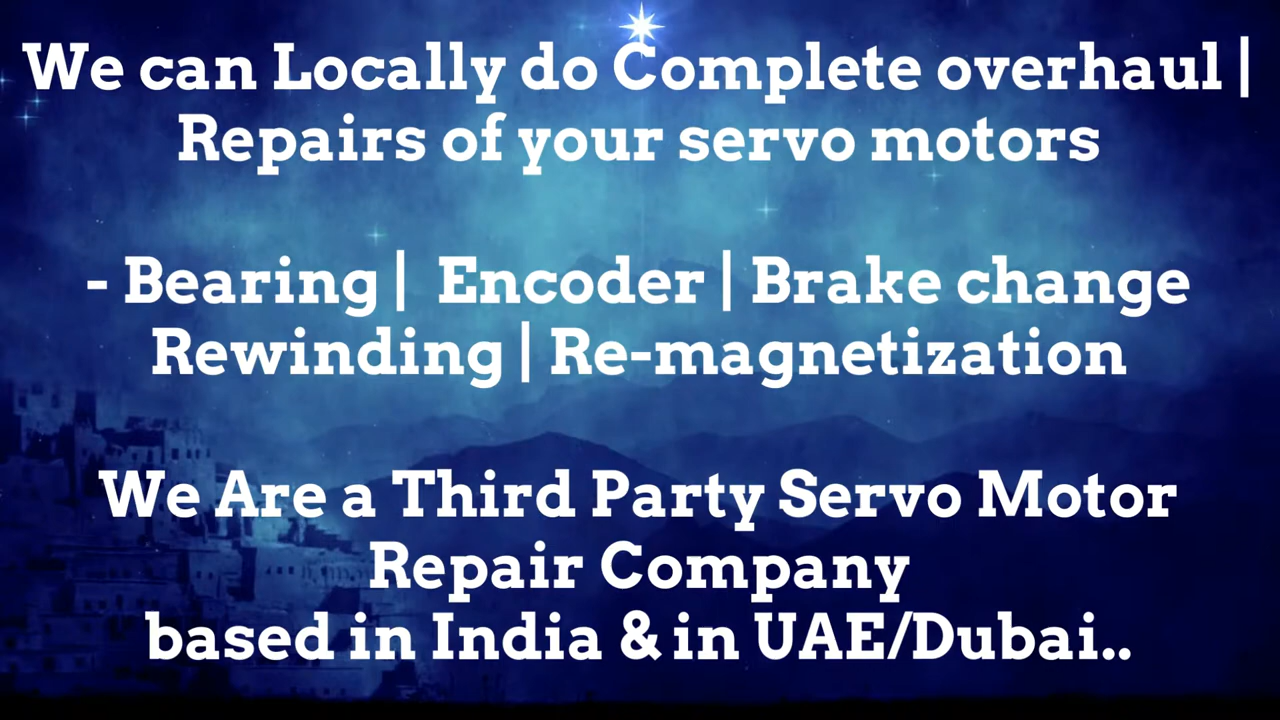 We can Locally do Complete overhaul |
Repairs of your servo motors
- Bearing | Encoder | Brake change
Rewinding | Re-magnetization
We Are a Third Party Servo Motor
Repair Company
based in India & in UAE/Dubai..